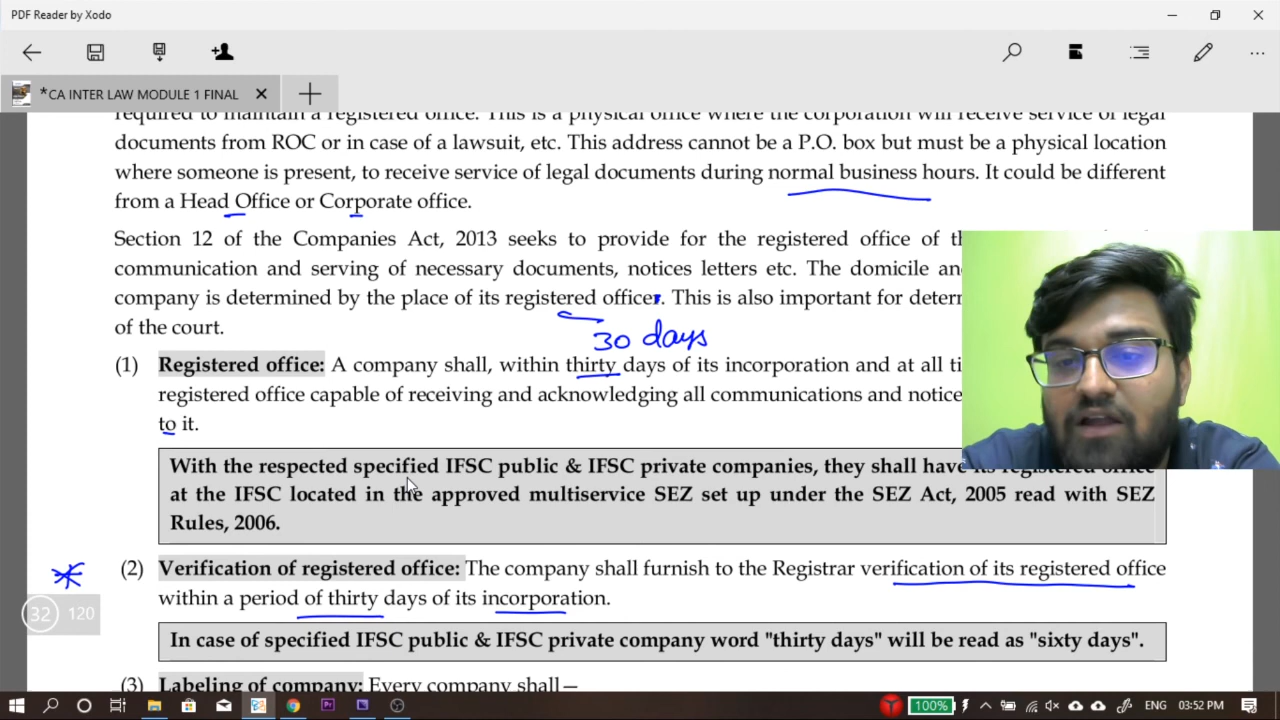 PDF Reader by Xodo
*CA INTER LAW MODULE 1 FINAL
required to maintain a registered office. This is a physical office where the corporation will receive service of legal
documents from ROC or in case of a lawsuit, etc. This address cannot be a P.O. box but must be a physical location
where someone is present, to receive service of legal documents during normal business hours. It could be different
from a Head Office or Corporate office.
Section 12 of the Companies Act, 2013 seeks to provide for the registered office of
communication and serving of necessary documents, notices letters etc. The domicile
company is determined by the place of its registered office. This is also important for
of the court.
30 days
(1) Registered office: A company shall, within thirty days of its incorporation and at all
registered office capable of receiving and acknowledging all communications and
to it.
With the respected specified IFSC public & IFSC private companies, they shall have its registered office
at the IFSC located in the approved multiservice SEZ set up under the SEZ Act, 2005 read with SEZ
Rules, 2006.
(2) Verification of registered office: The company shall furnish to the Registrar verification of its registered office
within a period of thirty days of its incorporation.
32 120
In case of specified IFSC public & IFSC private company word "thirty days" will be read as "sixty days".
(3) Labeling of company: Every company shall—
100% ENG 03:52 PM